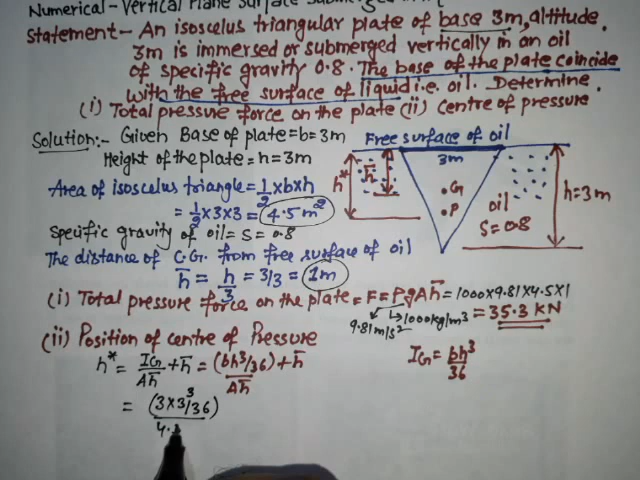 Numerical - Vertical Plane Surface Submerged in
Statement - An isoscelus triangular plate of base 3m, altitude
3m is immersed or submerged vertically in an oil
of specific gravity 0.8. The base of the plate coincide
with the free surface of liquid i.e. oil. Determine.
(i) Total pressure force on the plate (ii) centre of pressure
Solution:- Given Base of plate = b = 3m
Height of the plate = h = 3m
Area of isoscelus triangle = 1/2 × b × h
= 1/2 × 3 × 3 = 4.5 m²
Specific gravity of oil = S = 0.8
The distance of C.G. from free surface of oil
h̄ = h/3 = 3/3 = 1m
Free surface of oil
3m
h*
h̄
G
P
oil
S = 0.8
h = 3m
(i) Total pressure force on the plate = F = ρgAh̄ = 1000×9.81×4.5×1
9.81m/s²
1000kg/m3
= 35.3 KN
(ii) Position of centre of Pressure
h* = IG/Ah̄ + h̄ = (bh³/36)/Ah̄ + h̄
IG = bh³/36
= (3×3³/36)
4.